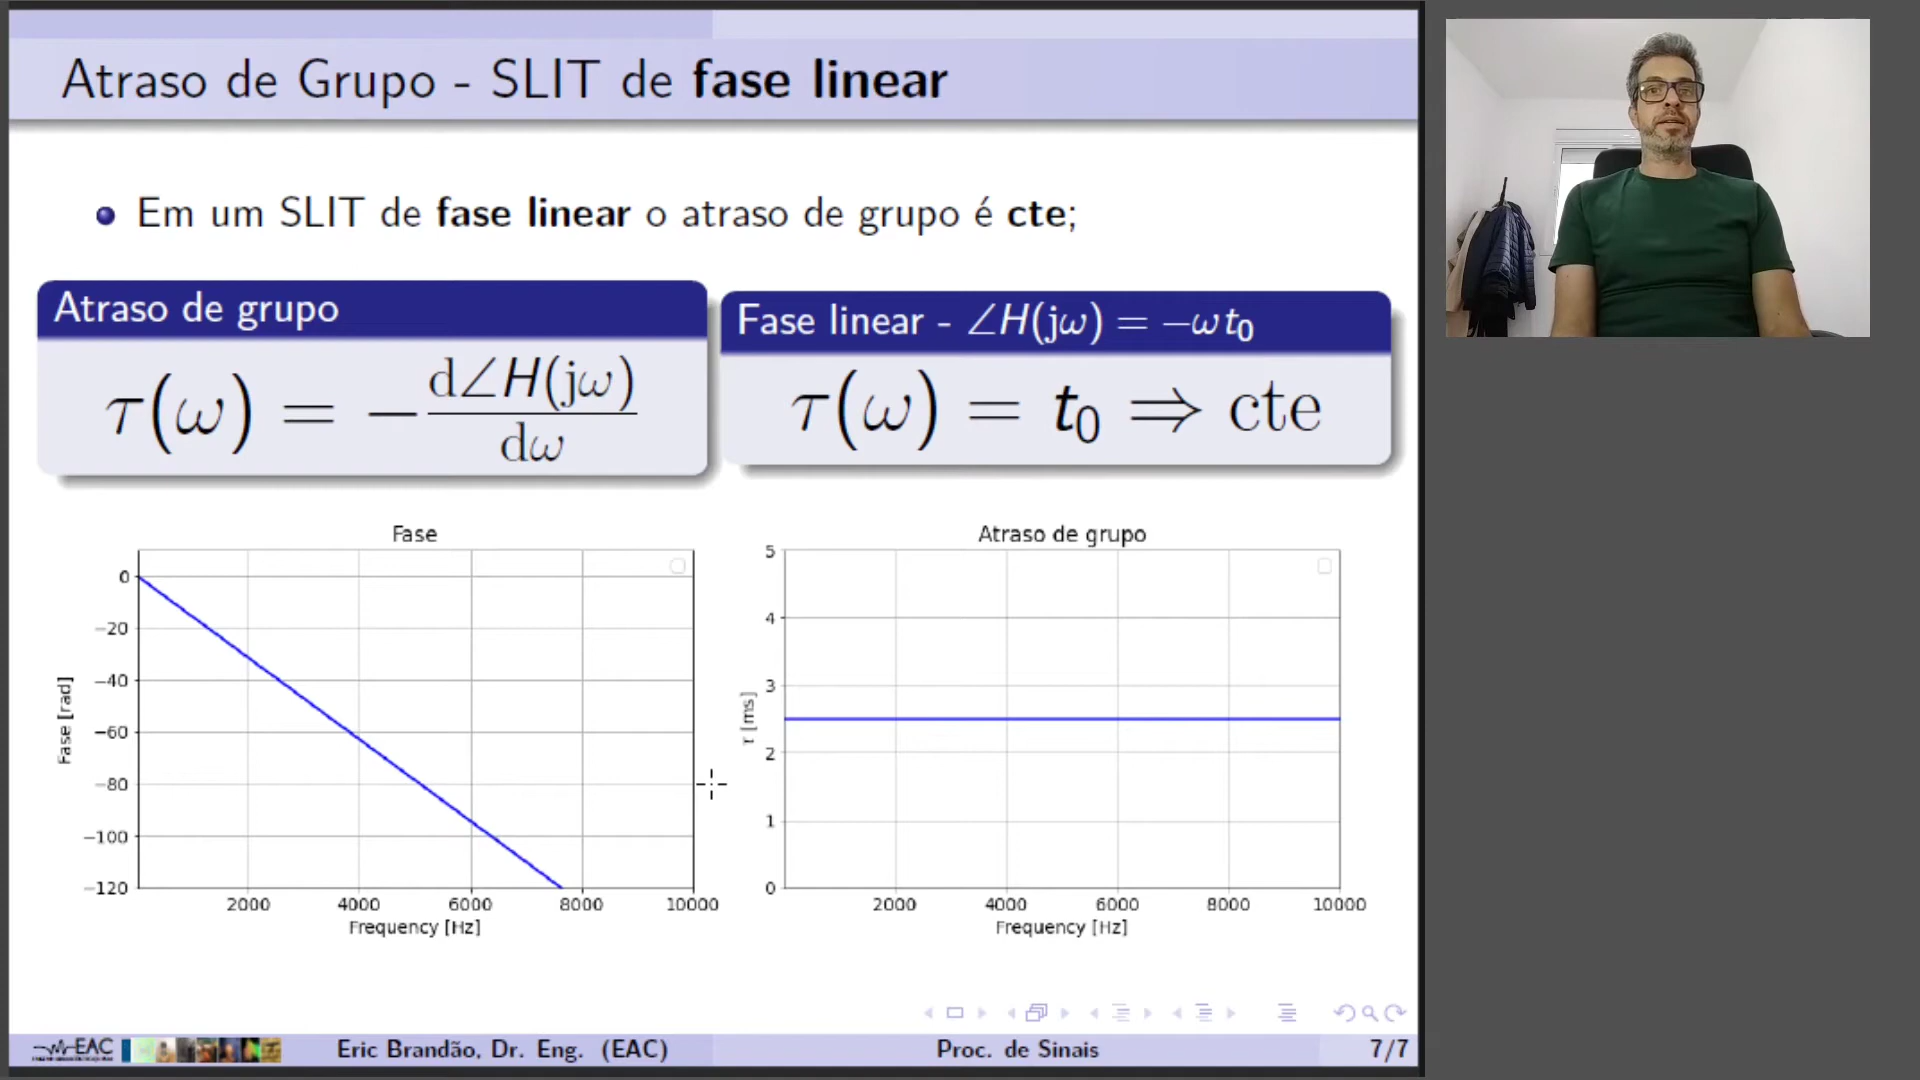 Atraso de Grupo - SLIT de fase linear
Em um SLIT de fase linear o atraso de grupo é cte;
Atraso de grupo
τ(ω) = − d∠H(jω) / dω
Fase linear - ∠H(jω) = −ωt₀
τ(ω) = t₀ ⇒ cte
Fase
0
−20
−40
−60
−80
−100
−120
Fase [rad]
2000 4000 6000 8000 10000
Frequency [Hz]
Atraso de grupo
5
4
3
2
1
0
τ [ms]
2000 4000 6000 8000 10000
Frequency [Hz]
EAC
Eric Brandão, Dr. Eng. (EAC) Proc. de Sinais 7/7